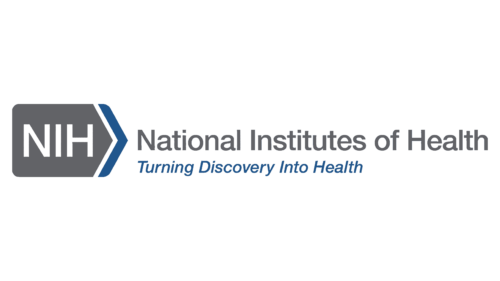 NIH
National Institutes of Health
Turning Discovery Into Health